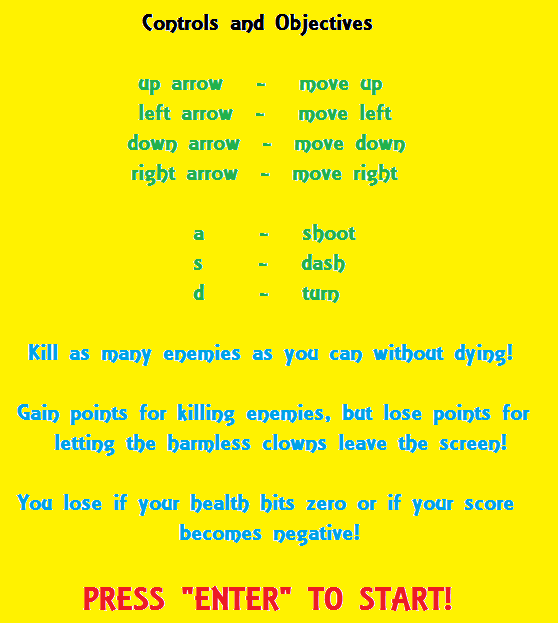 Controls and Objectives
up arrow - move up
left arrow - move left
down arrow - move down
right arrow - move right
a - shoot
s - dash
d - turn
Kill as many enemies as you can without dying!
Gain points for killing enemies, but lose points for
letting the harmless clowns leave the screen!
You lose if your health hits zero or if your score
becomes negative!
PRESS "ENTER" TO START!